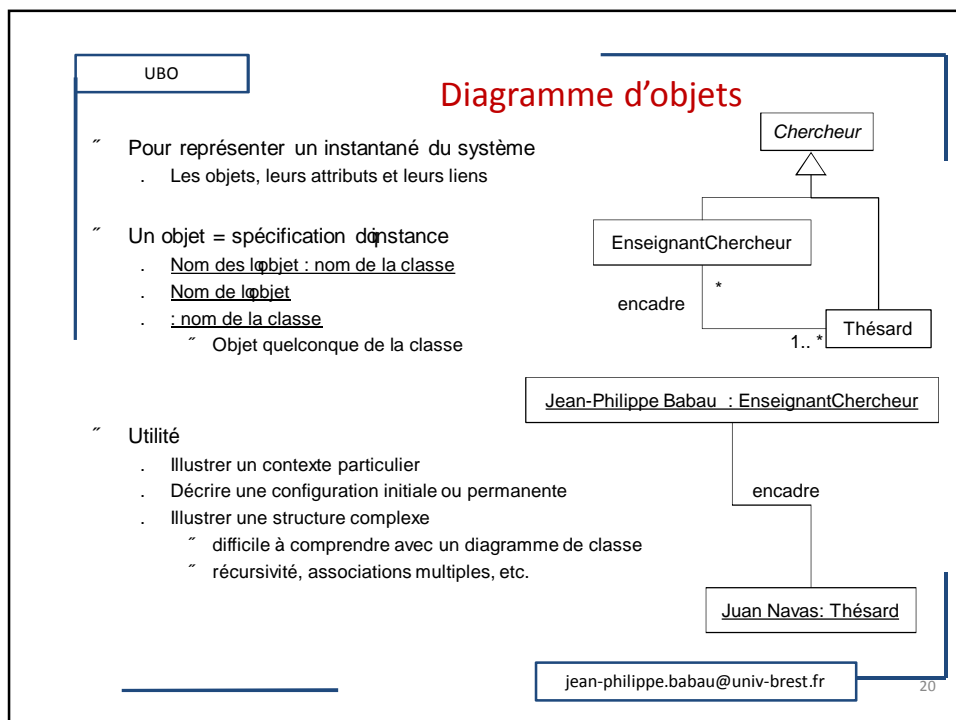 UBO
Diagramme d'objets
˝ Pour représenter un instantané du système
. Les objets, leurs attributs et leurs liens
˝ Un objet = spécification
. Nom des : nom de la classe
. Nom de
. : nom de la classe
˝ Objet quelconque de la classe
˝ Utilité
. Illustrer un contexte particulier
. Décrire une configuration initiale ou permanente
. Illustrer une structure complexe
˝ difficile à comprendre avec un diagramme de classe
˝ récursivité, associations multiples, etc.
Chercheur
EnseignantChercheur
*
encadre
Thésard
1.. *
Jean-Philippe Babau : EnseignantChercheur
encadre
Juan Navas: Thésard
jean-philippe.babau@univ-brest.fr
20